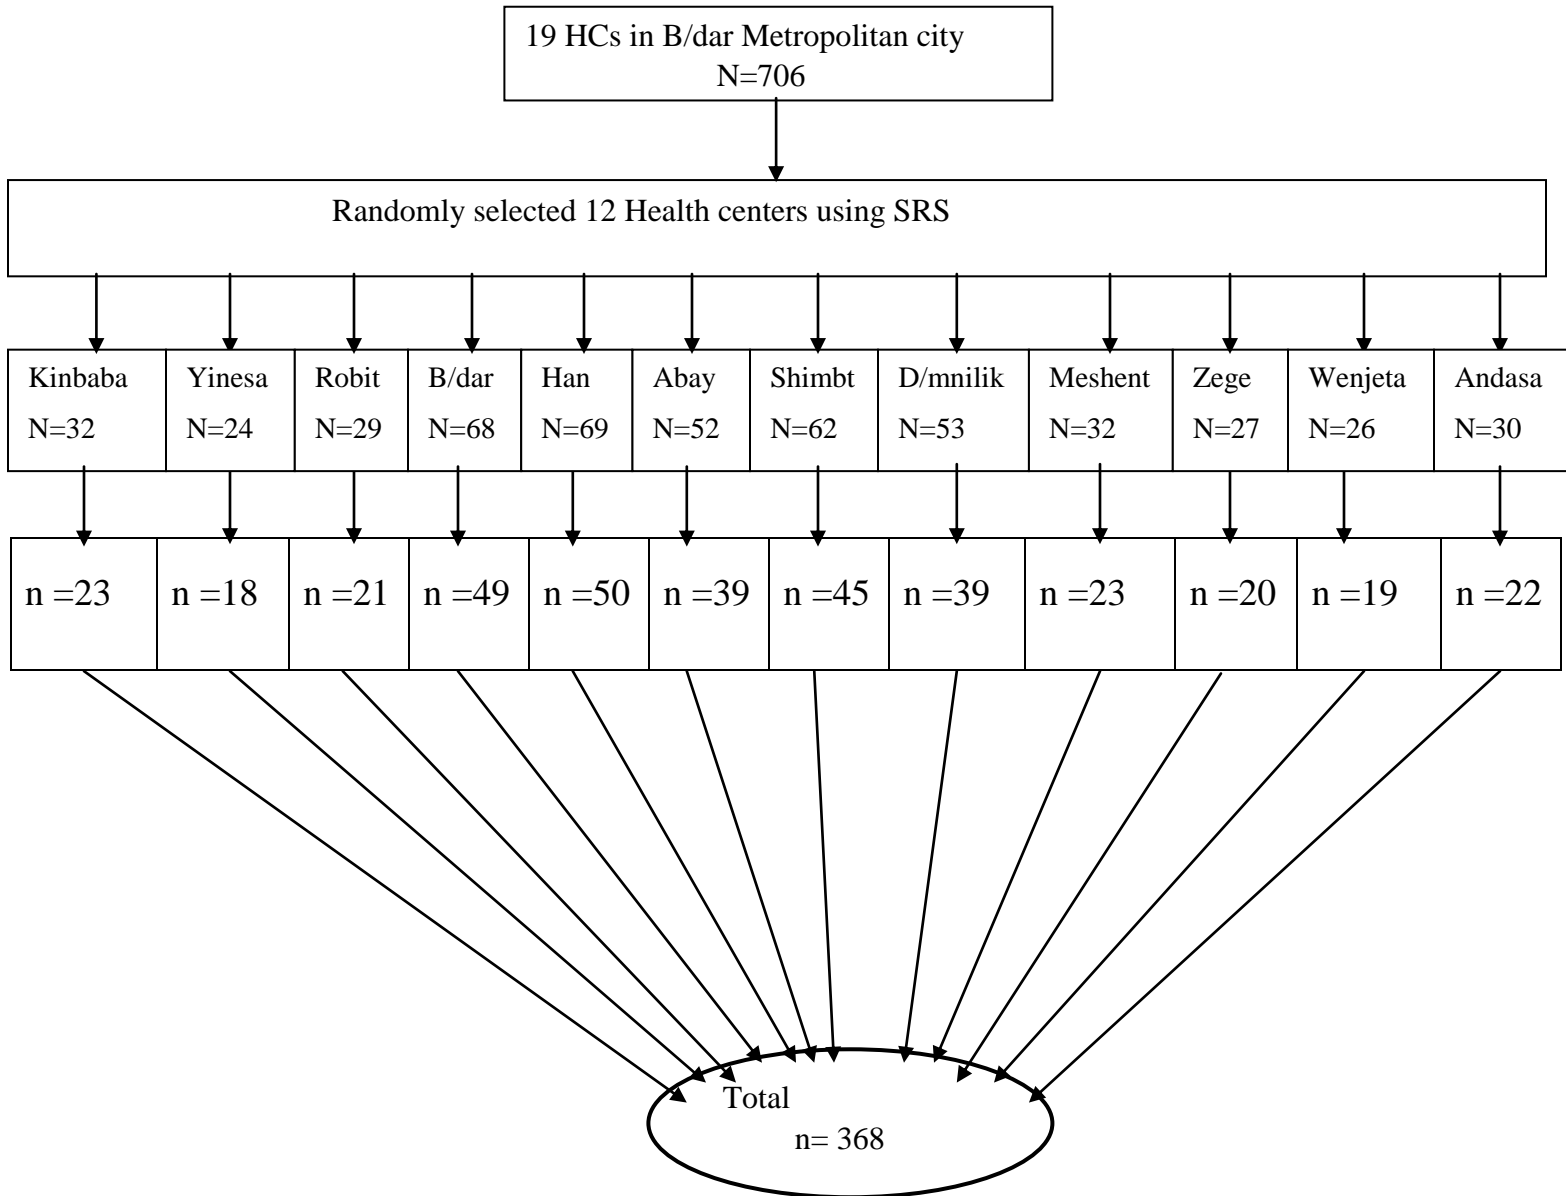 19 HCs in B/dar Metropolitan city
N=706
Randomly selected 12 Health centers using SRS
Kinbaba
N=32
Yinesa
N=24
Robit
N=29
B/dar
N=68
Han
N=69
Abay
N=52
Shimbt
N=62
D/mnilik
N=53
Meshent
N=32
Zege
N=27
Wenjeta
N=26
Andasa
N=30
n =23
n =18
n =21
n =49
n =50
n =39
n =45
n =39
n =23
n =20
n =19
n =22
Total
n= 368